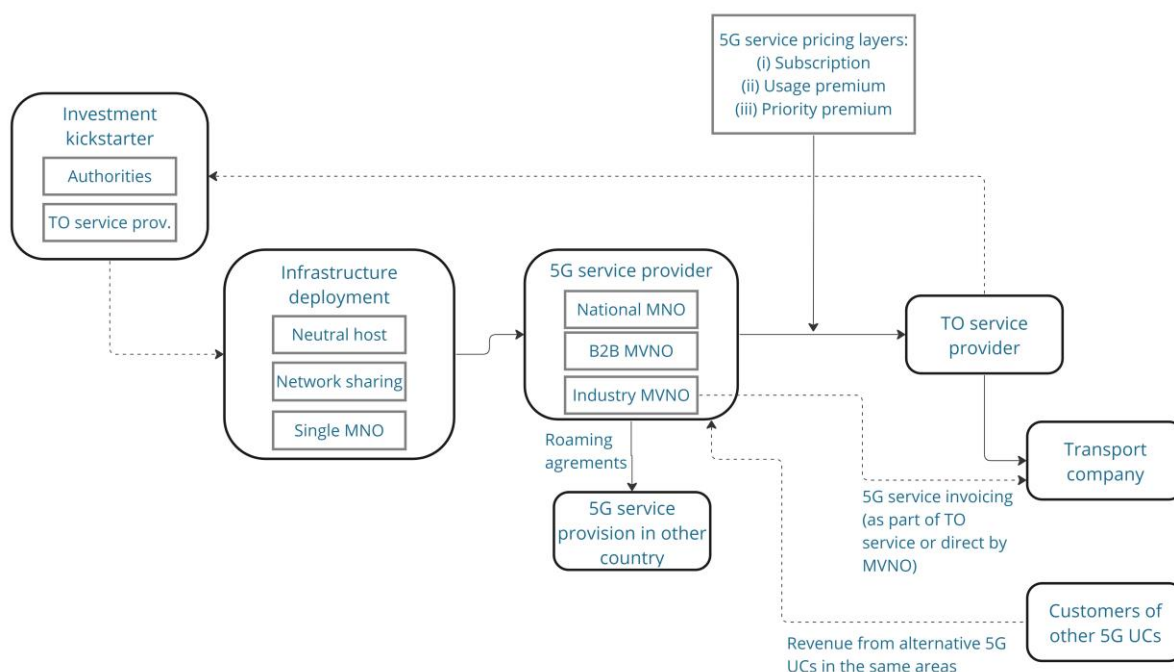 5G service pricing layers:
(i) Subscription
(ii) Usage premium
(iii) Priority premium
Investment
kickstarter
Authorities
TO service prov.
Infrastructure
deployment
Neutral host
Network sharing
Single MNO
5G service provider
National MNO
B2B MVNO
Industry MVNO
TO service
provider
Roaming
agrements
5G service
provision in other
country
Transport
company
5G service invoicing
(as part of TO
service or direct by
MVNO)
Customers of
other 5G UCs
Revenue from alternative 5G
UCs in the same areas